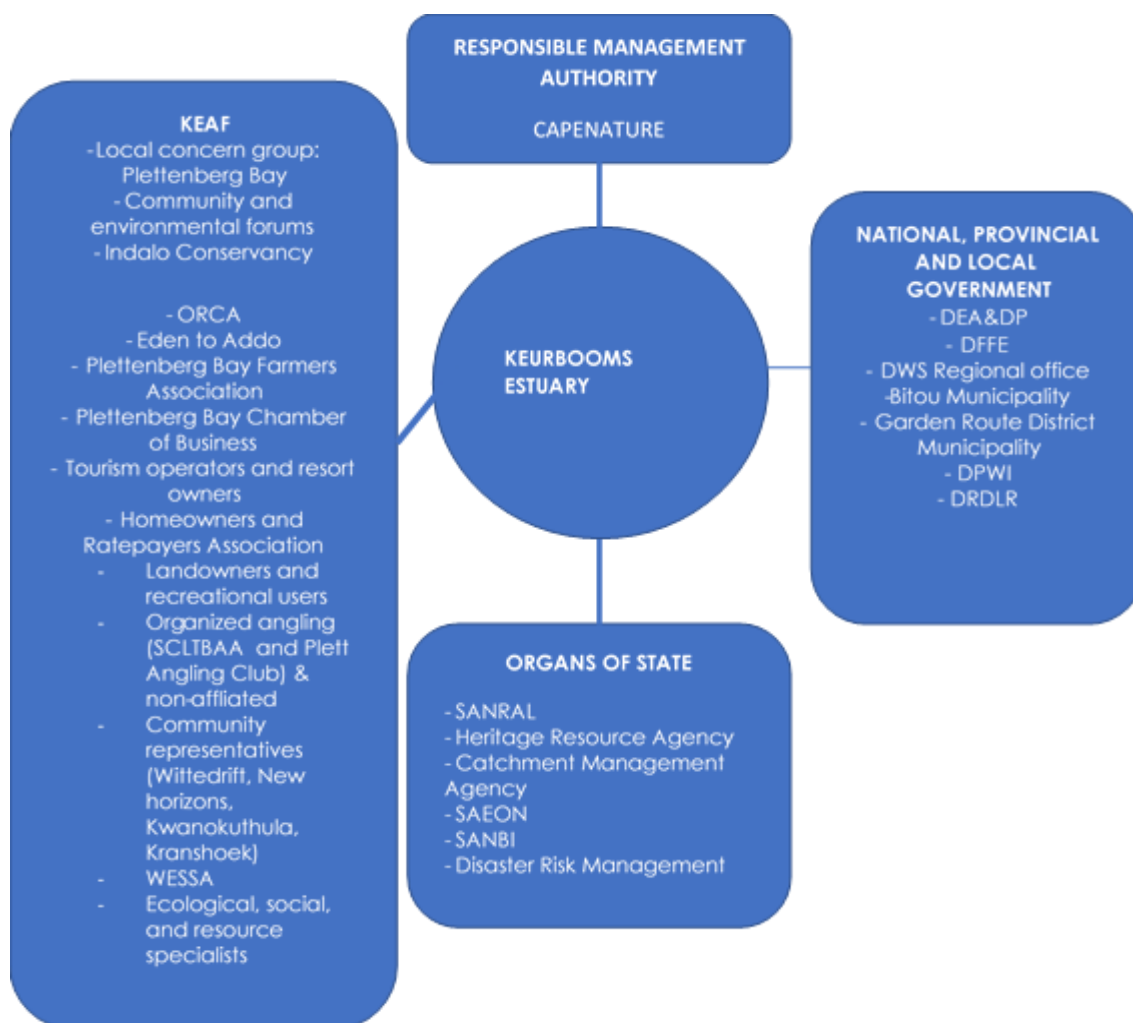 RESPONSIBLE MANAGEMENT
AUTHORITY
CAPENATURE
KEAF
-Local concern group:
Plettenberg Bay
- Community and
environmental forums
- Indalo Conservancy
- ORCA
- Eden to Addo
- Plettenberg Bay Farmers
Association
- Plettenberg Bay Chamber
of Business
- Tourism operators and resort
owners
- Homeowners and
Ratepayers Association
- Landowners and
recreational users
- Organized angling
(SCLTBAA and Plett
Angling Club) &
non-affliated
- Community
representatives
(Wittedrift, New
horizons,
Kwanokuthula,
Kranshoek)
- WESSA
- Ecological, social,
and resource
specialists
KEURBOOMS
ESTUARY
NATIONAL, PROVINCIAL
AND LOCAL
GOVERNMENT
- DEA&DP
- DFFE
- DWS Regional office
-Bitou Municipality
- Garden Route District
Municipality
- DPWI
- DRDLR
ORGANS OF STATE
- SANRAL
- Heritage Resource Agency
- Catchment Management
Agency
- SAEON
- SANBI
- Disaster Risk Management